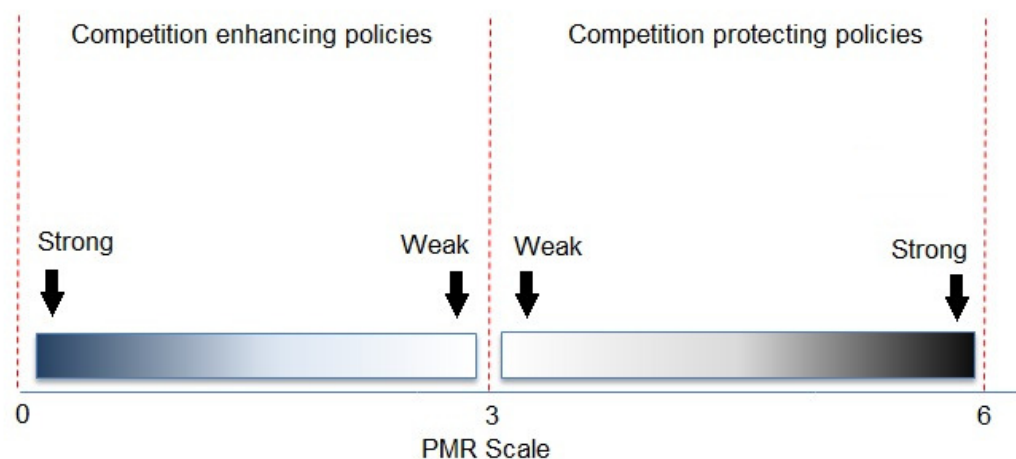 Competition enhancing policies
Competition protecting policies
Strong
Weak
Weak
Strong
0
3
6
PMR Scale